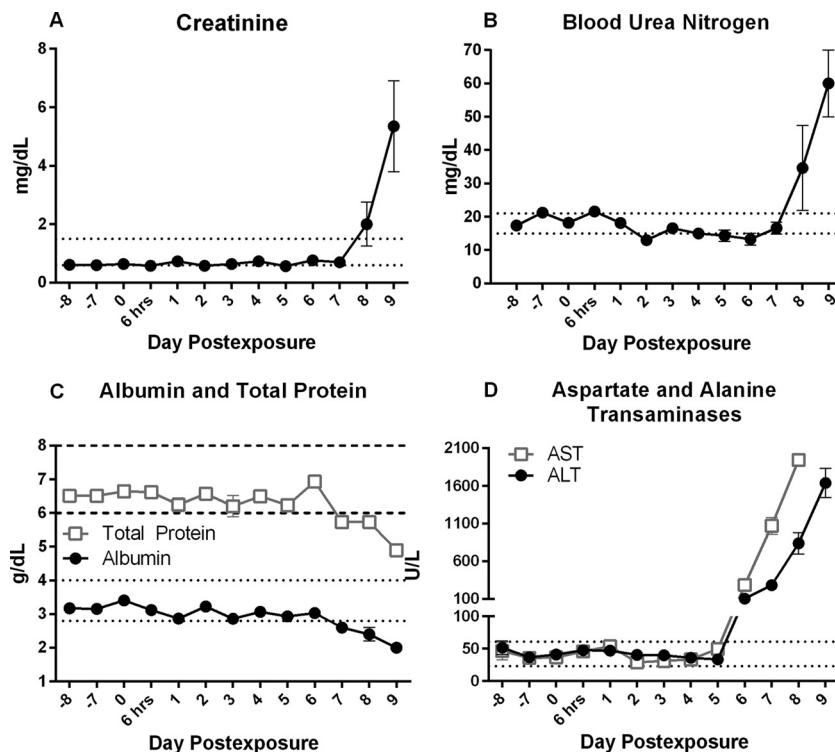 A
Creatinine
8
6
4
2
0
mg/dL
-8 -7 0 6 hrs 1 2 3 4 5 6 7 8 9
Day Postexposure
B
Blood Urea Nitrogen
70
60
50
40
30
20
10
0
mg/dL
-8 -7 0 6 hrs 1 2 3 4 5 6 7 8 9
Day Postexposure
C
Albumin and Total Protein
8
7
6
5
4
3
2
1
g/dL
Total Protein
Albumin
-8 -7 0 6 hrs 1 2 3 4 5 6 7 8 9
Day Postexposure
D
Aspartate and Alanine
Transaminases
2100
1600
1100
600
100
100
50
0
U/L
AST
ALT
-8 -7 0 6 hrs 1 2 3 4 5 6 7 8 9
Day Postexposure